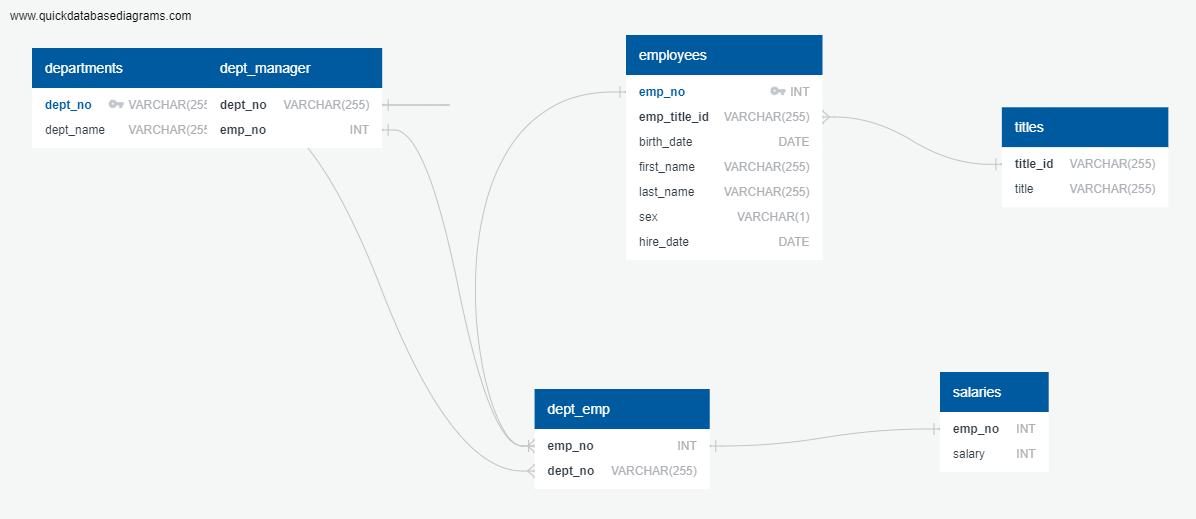 www.quickdatabasediagrams.com
departments
dept_no VARCHAR(255
dept_name VARCHAR(255
dept_manager
dept_no VARCHAR(255)
emp_no INT
employees
emp_no INT
emp_title_id VARCHAR(255)
birth_date DATE
first_name VARCHAR(255)
last_name VARCHAR(255)
sex VARCHAR(1)
hire_date DATE
titles
title_id VARCHAR(255)
title VARCHAR(255)
dept_emp
emp_no INT
dept_no VARCHAR(255)
salaries
emp_no INT
salary INT